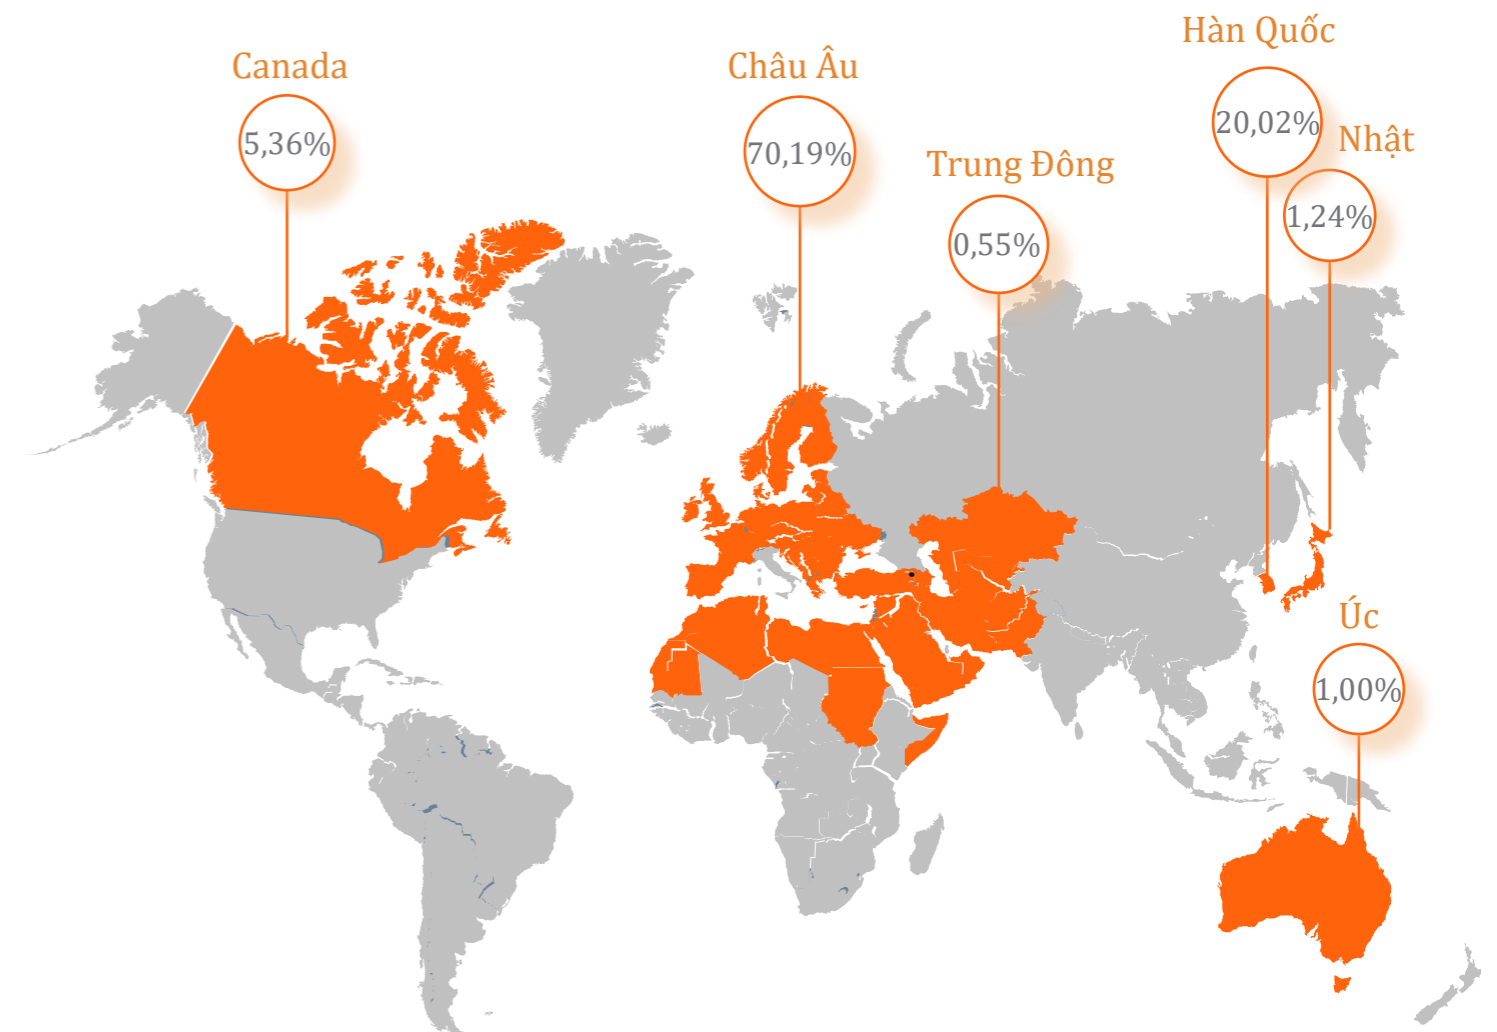 Canada
5,36%
Châu Âu
70,19%
Trung Đông
0,55%
Hàn Quốc
20,02%
Nhật
1,24%
Úc
1,00%